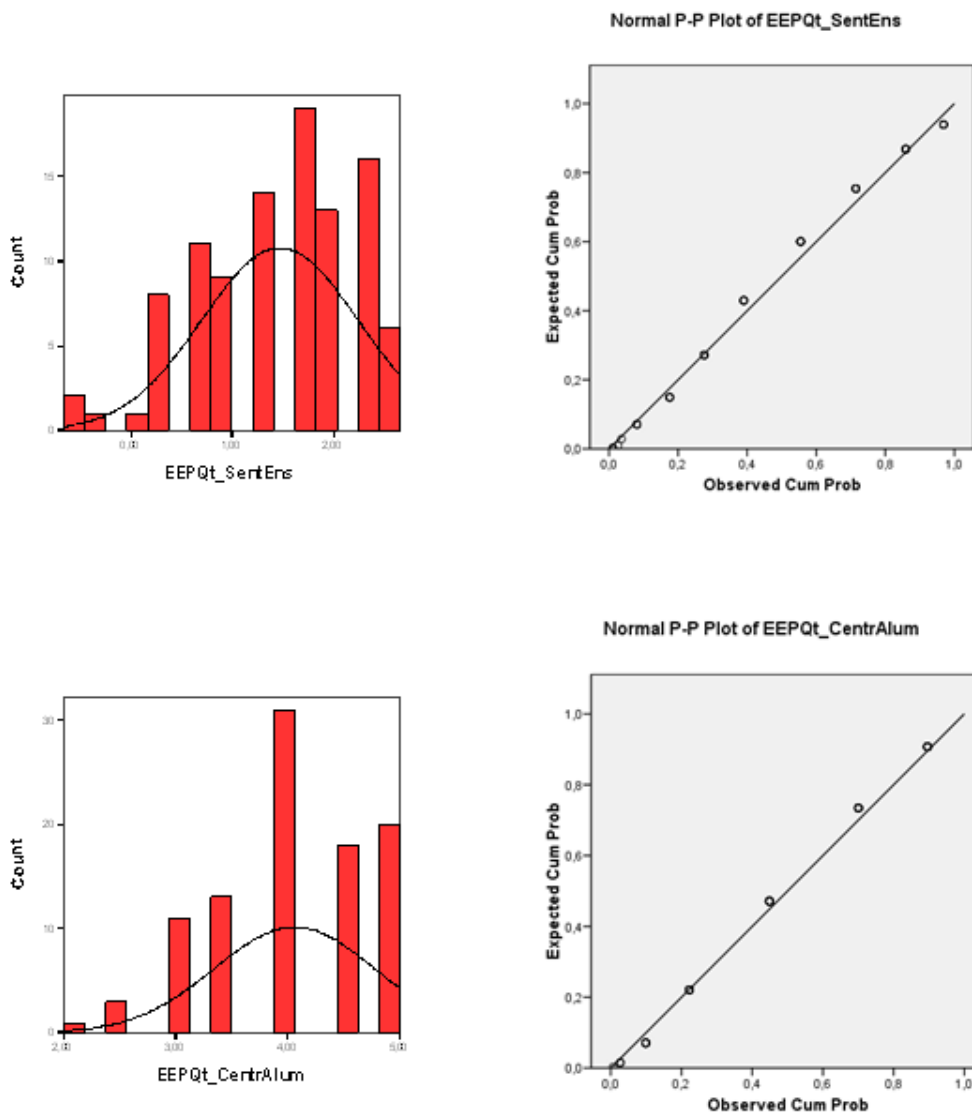 Normal P-P Plot of EEPQt_SentEns
Count
15
10
5
0
0,00 1,00 2,00
EEPQt_SentEns
Expected Cum Prob
1,0
0,8
0,6
0,4
0,2
0,0
0,0 0,2 0,4 0,6 0,8 1,0
Observed Cum Prob
Normal P-P Plot of EEPQt_CentrAlum
Count
30
20
10
0
2,00 3,00 4,00 5,00
EEPQt_CentrAlum
Expected Cum Prob
1,0
0,8
0,6
0,4
0,2
0,0
0,0 0,2 0,4 0,6 0,8 1,0
Observed Cum Prob